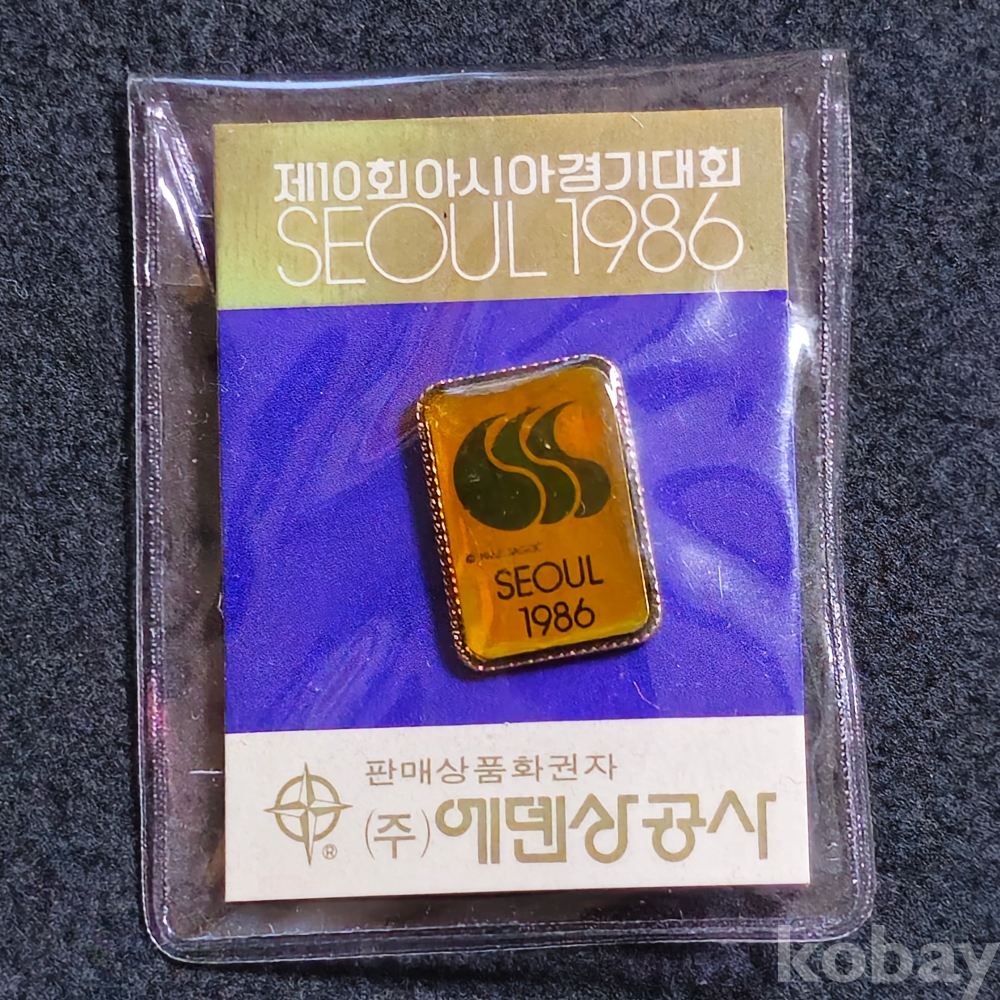 제10회 아시아경기대회
SEOUL 1986
SEOUL
1986
판매상품화권자
®
(주)에덴상공사
kobay